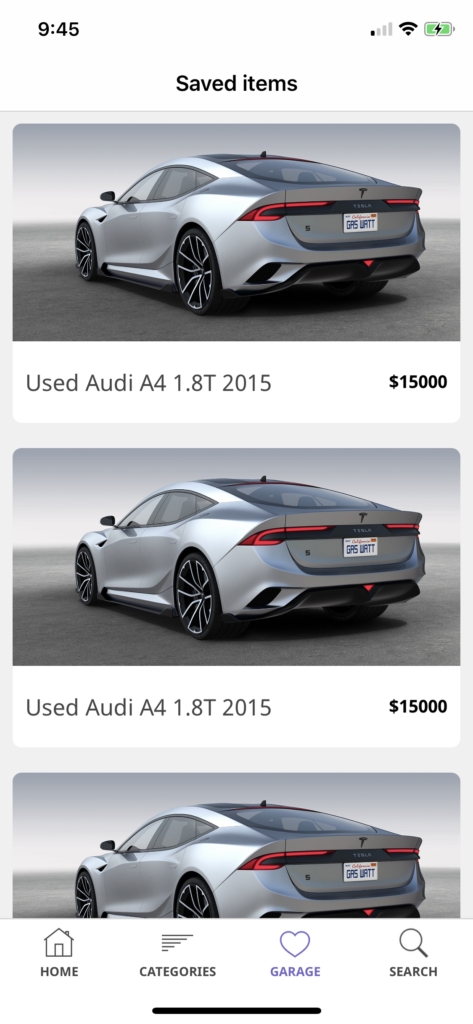 9:45
Saved items
TESLA
S
California
GAS WATT
Used Audi A4 1.8T 2015
$15000
TESLA
S
California
GAS WATT
Used Audi A4 1.8T 2015
$15000
TESLA
S
California
GAS WATT
HOME
CATEGORIES
GARAGE
SEARCH